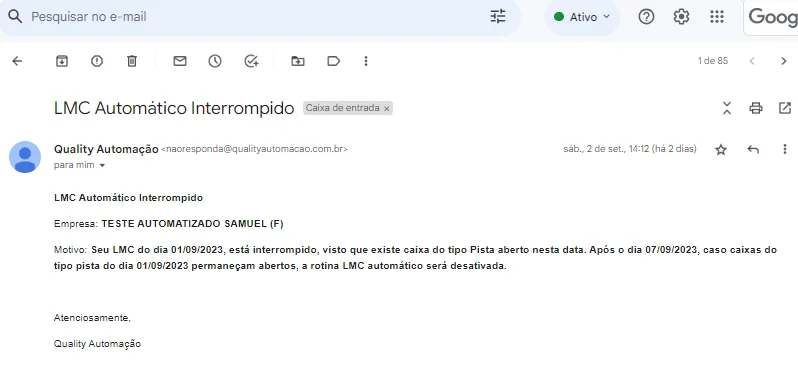 Pesquisar no e-mail
Ativo
Goog
1 de 85
LMC Automático Interrompido
Caixa de entrada ×
Quality Automação <naoresponda@qualityautomacao.com.br>
sáb., 2 de set., 14:12 (há 2 dias)
para mim
LMC Automático Interrompido
Empresa: TESTE AUTOMATIZADO SAMUEL (F)
Motivo: Seu LMC do dia 01/09/2023, está interrompido, visto que existe caixa do tipo Pista aberto nesta data. Após o dia 07/09/2023, caso caixas do
tipo pista do dia 01/09/2023 permaneçam abertos, a rotina LMC automático será desativada.
Atenciosamente,
Quality Automação